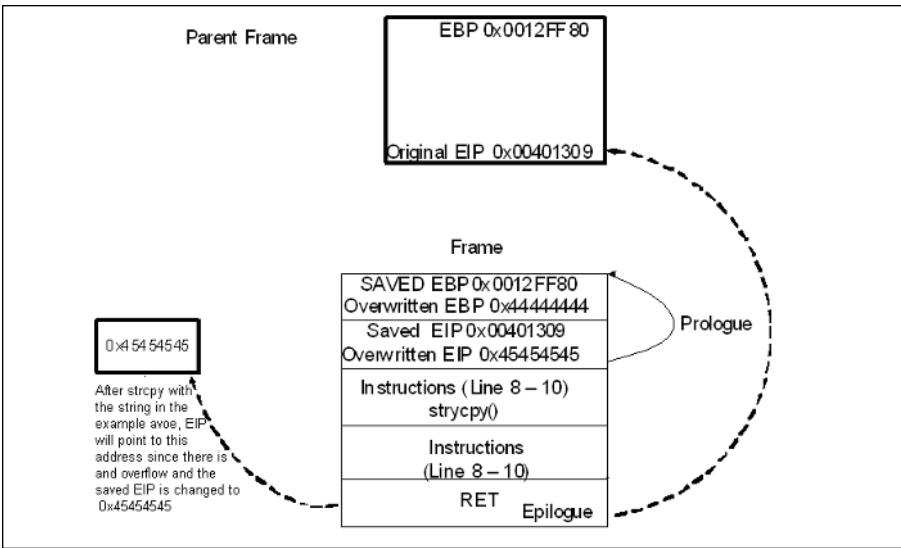 Parent Frame
EBP 0x0012FF80
Original EIP 0x00401309
Frame
SAVED EBP 0x0012FF80
Overwritten EBP 0x44444444
Saved EIP 0x00401309
Overwritten EIP 0x45454545
Prologue
Instructions (Line 8 – 10)
strycpy()
Instructions
(Line 8 – 10)
RET
Epilogue
0x45454545
After strcpy with
the string in the
example avoe, EIP
will point to this
address since there is
and overflow and the
saved EIP is changed to
0x45454545